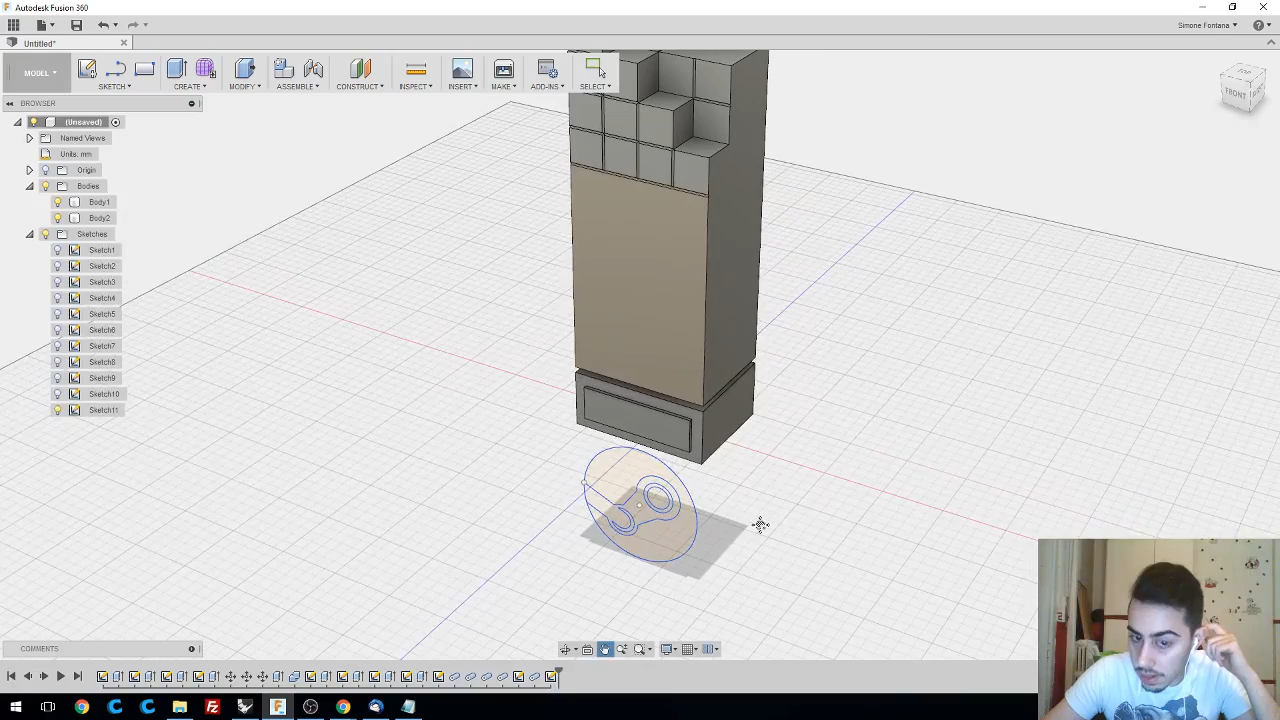 Autodesk Fusion 360
Simone Fontana
Untitled*
MODEL
SKETCH
CREATE
MODIFY
ASSEMBLE
CONSTRUCT
INSPECT
INSERT
MAKE
ADD-INS
SELECT
BROWSER
(Unsaved)
Named Views
Units: mm
Origin
Bodies
Body1
Body2
Sketches
Sketch1
Sketch2
Sketch3
Sketch4
Sketch5
Sketch6
Sketch7
Sketch8
Sketch9
Sketch10
Sketch11
FRONT
COMMENTS